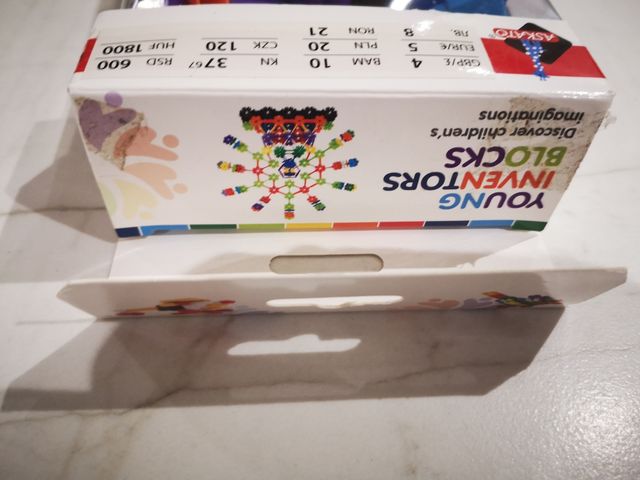 YOUNG
INVENTORS
BLOCKS
Discover children's
imaginations
ASKATO
GBP/£ 4 BAM 10 KN 37 67 RSD 600
EUR/€ 5 PLN 20 CZK 120 HUF 1800
ЛВ. 8 RON 21